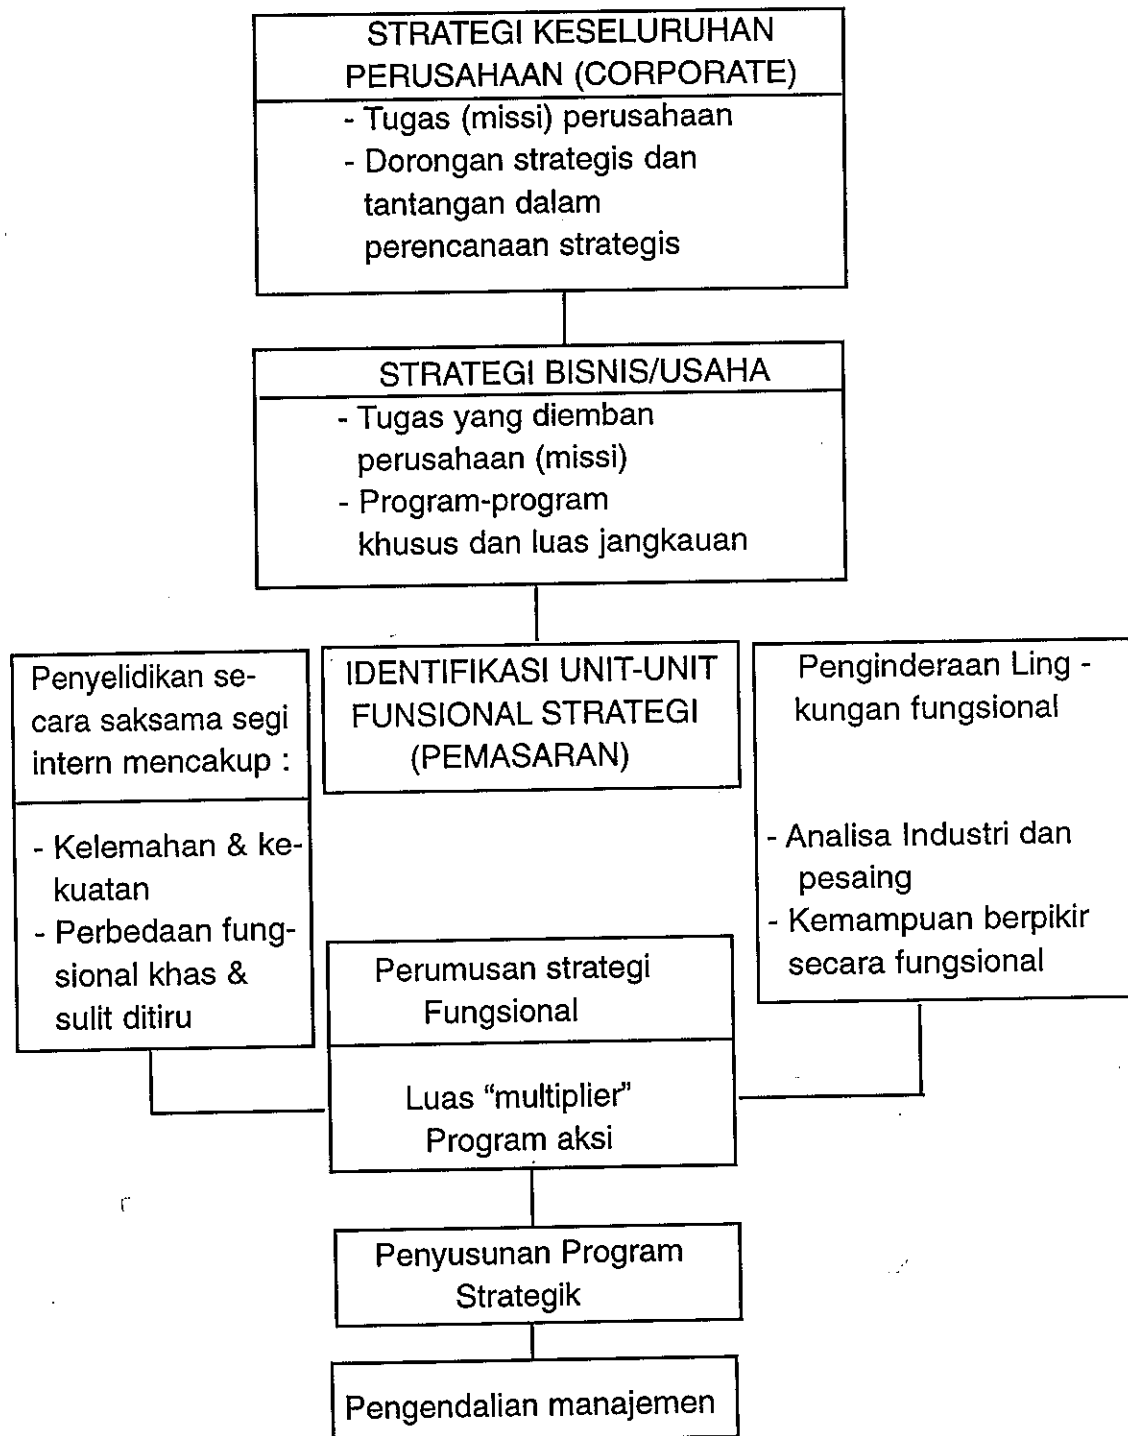 STRATEGI KESELURUHAN
PERUSAHAAN (CORPORATE)
- Tugas (missi) perusahaan
- Dorongan strategis dan
tantangan dalam
perencanaan strategis
STRATEGI BISNIS/USAHA
- Tugas yang diemban
perusahaan (missi)
- Program-program
khusus dan luas jangkauan
Penyelidikan se-
cara saksama segi
intern mencakup :
- Kelemahan & ke-
kuatan
- Perbedaan fung-
sional khas &
sulit ditiru
IDENTIFIKASI UNIT-UNIT
FUNSIONAL STRATEGI
(PEMASARAN)
Penginderaan Ling -
kungan fungsional
- Analisa Industri dan
pesaing
- Kemampuan berpikir
secara fungsional
Perumusan strategi
Fungsional
Luas “multiplier”
Program aksi
Penyusunan Program
Strategik
Pengendalian manajemen